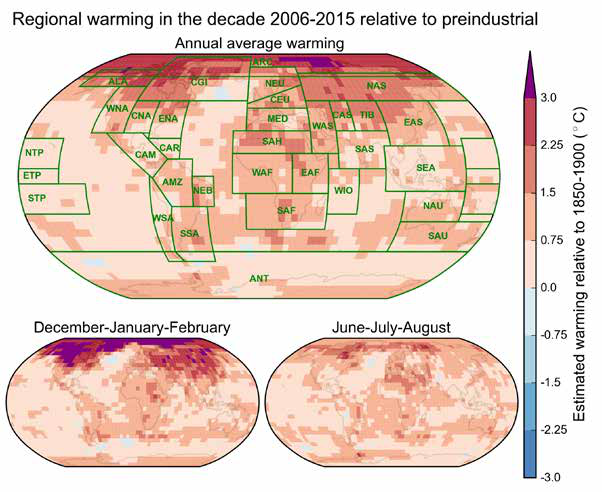 Regional warming in the decade 2006-2015 relative to preindustrial
Annual average warming
ARC
ALA
CGI
NEU
NAS
CEU
WNA
CNA
ENA
MED
WAS
CAS
TIB
EAS
SAH
NTP
CAM
CAR
SAS
ETP
AMZ
NEB
WAF
EAF
WIO
SEA
STP
WSA
SSA
SAF
NAU
SAU
ANT
December-January-February
June-July-August
3.0
2.25
1.5
0.75
0.0
-0.75
-1.5
-2.25
-3.0
Estimated warming relative to 1850-1900 (° C)